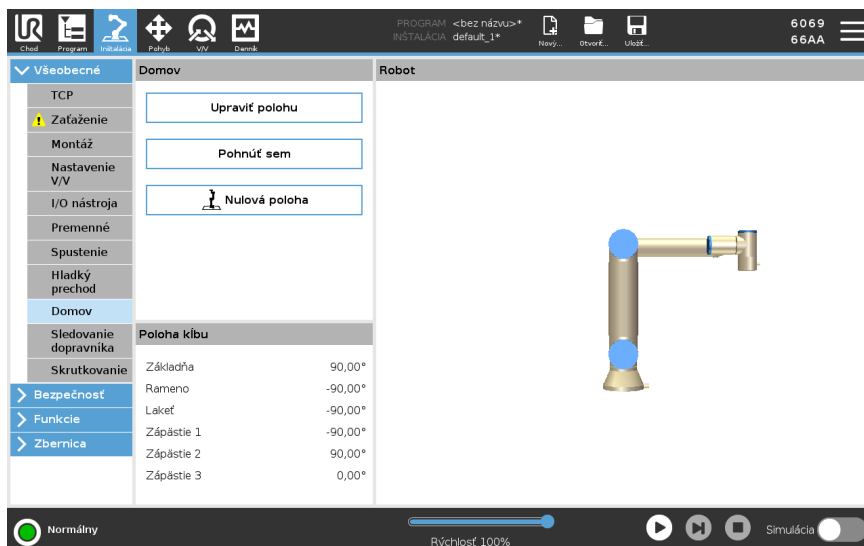 UR
Chod
Program
Inštalácia
Pohyb
V/V
Denník
PROGRAM <bez názvu>*
INŠTALÁCIA default_1*
Nový...
Otvoriť...
Uložiť...
6069
66AA
Všeobecné
TCP
Zaťaženie
Montáž
Nastavenie
V/V
I/O nástroja
Premenné
Spustenie
Hladký
prechod
Domov
Sledovanie
dopravníka
Skrutkovanie
Bezpečnosť
Funkcie
Zbernica
Domov
Upraviť polohu
Pohnúť sem
Nulová poloha
Poloha kĺbu
Základňa 90,00°
Rameno -90,00°
Lakeť -90,00°
Zápästie 1 -90,00°
Zápästie 2 90,00°
Zápästie 3 0,00°
Robot
Normálny
Rýchlosť 100%
Simulácia